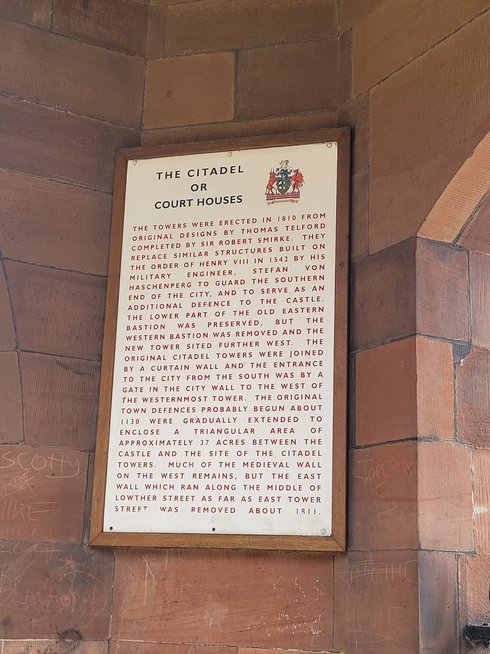 THE CITADEL
OR
COURT HOUSES
THE TOWERS WERE ERECTED IN 1810 FROM
ORIGINAL DESIGNS BY THOMAS TELFORD
COMPLETED BY SIR ROBERT SMIRKE. THEY
REPLACE SIMILAR STRUCTURES BUILT ON
THE ORDER OF HENRY VIII IN 1542 BY HIS
MILITARY ENGINEER, STEFAN VON
HASCHENPERG TO GUARD THE SOUTHERN
END OF THE CITY, AND TO SERVE AS AN
ADDITIONAL DEFENCE TO THE CASTLE.
THE LOWER PART OF THE OLD EASTERN
BASTION WAS PRESERVED, BUT THE
WESTERN BASTION WAS REMOVED AND THE
NEW TOWER SITED FURTHER WEST. THE
ORIGINAL CITADEL TOWERS WERE JOINED
BY A CURTAIN WALL AND THE ENTRANCE
TO THE CITY FROM THE SOUTH WAS BY A
GATE IN THE CITY WALL TO THE WEST OF
THE WESTERNMOST TOWER. THE ORIGINAL
TOWN DEFENCES PROBABLY BEGUN ABOUT
1130 WERE GRADUALLY EXTENDED TO
ENCLOSE A TRIANGULAR AREA OF
APPROXIMATELY 37 ACRES BETWEEN THE
CASTLE AND THE SITE OF THE CITADEL
TOWERS. MUCH OF THE MEDIEVAL WALL
ON THE WEST REMAINS, BUT THE EAST
WALL WHICH RAN ALONG THE MIDDLE OF
LOWTHER STREET AS FAR AS EAST TOWER
STREET WAS REMOVED ABOUT 1811.
SCOTY